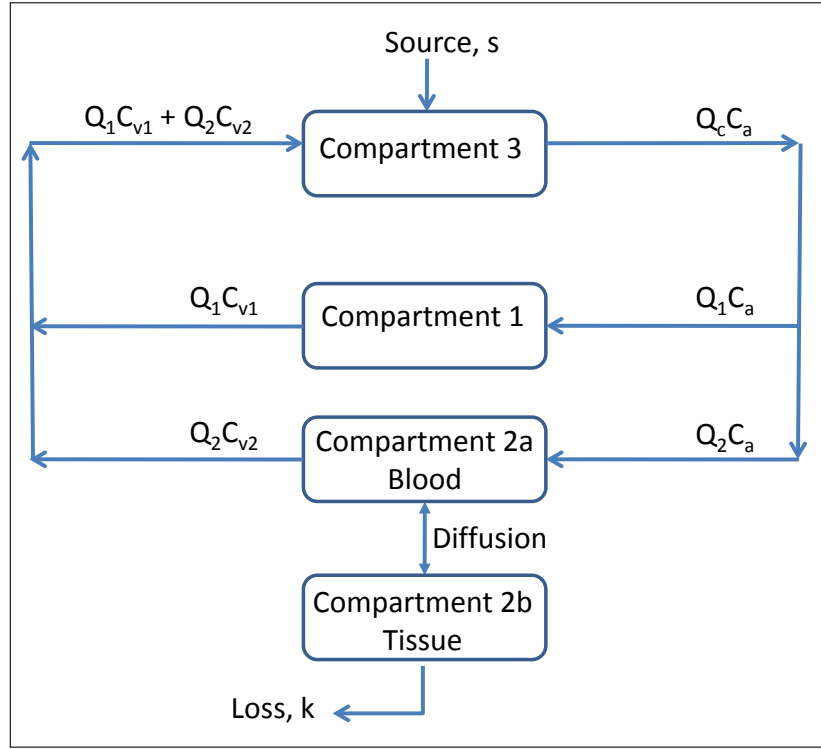 Source, s
Q₁Cᵥ₁ + Q₂Cᵥ₂
Compartment 3
Q꜀Cₐ
Q₁Cᵥ₁
Compartment 1
Q₁Cₐ
Q₂Cᵥ₂
Compartment 2a
Blood
Q₂Cₐ
Diffusion
Compartment 2b
Tissue
Loss, k